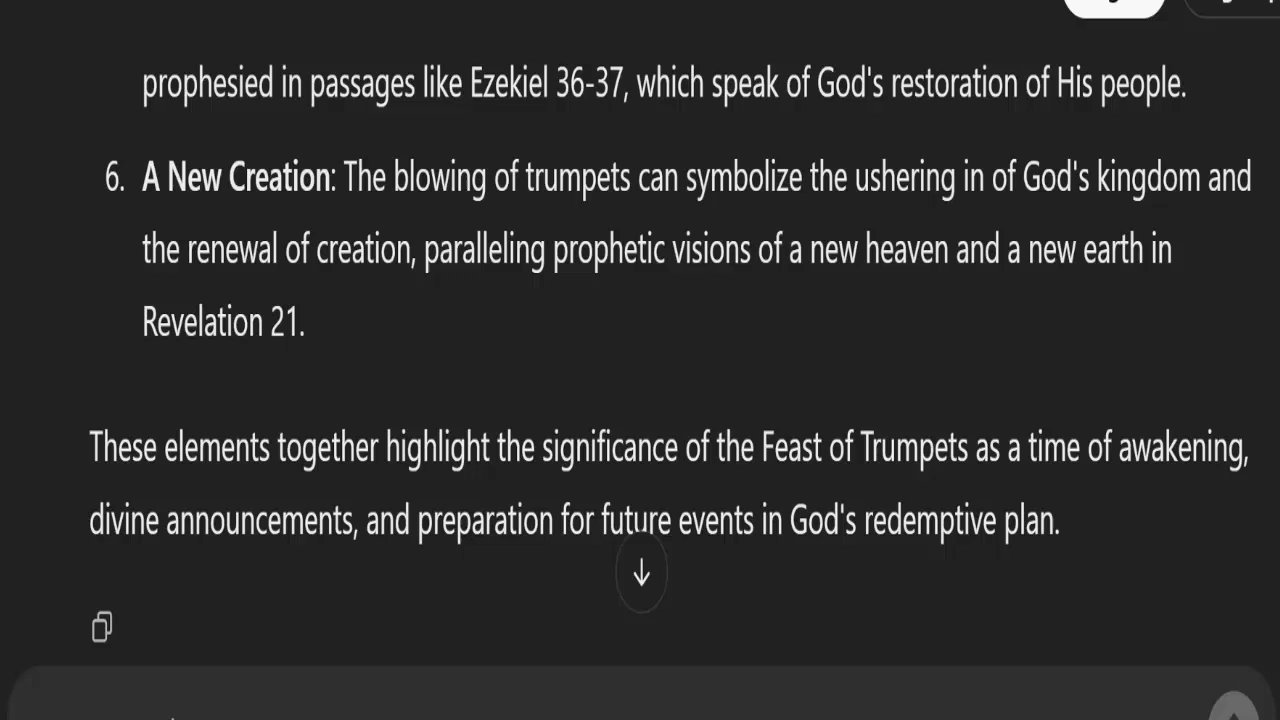 prophesied in passages like Ezekiel 36-37, which speak of God's restoration of His people.
6. A New Creation: The blowing of trumpets can symbolize the ushering in of God's kingdom and
the renewal of creation, paralleling prophetic visions of a new heaven and a new earth in
Revelation 21.
These elements together highlight the significance of the Feast of Trumpets as a time of awakening,
divine announcements, and preparation for future events in God's redemptive plan.